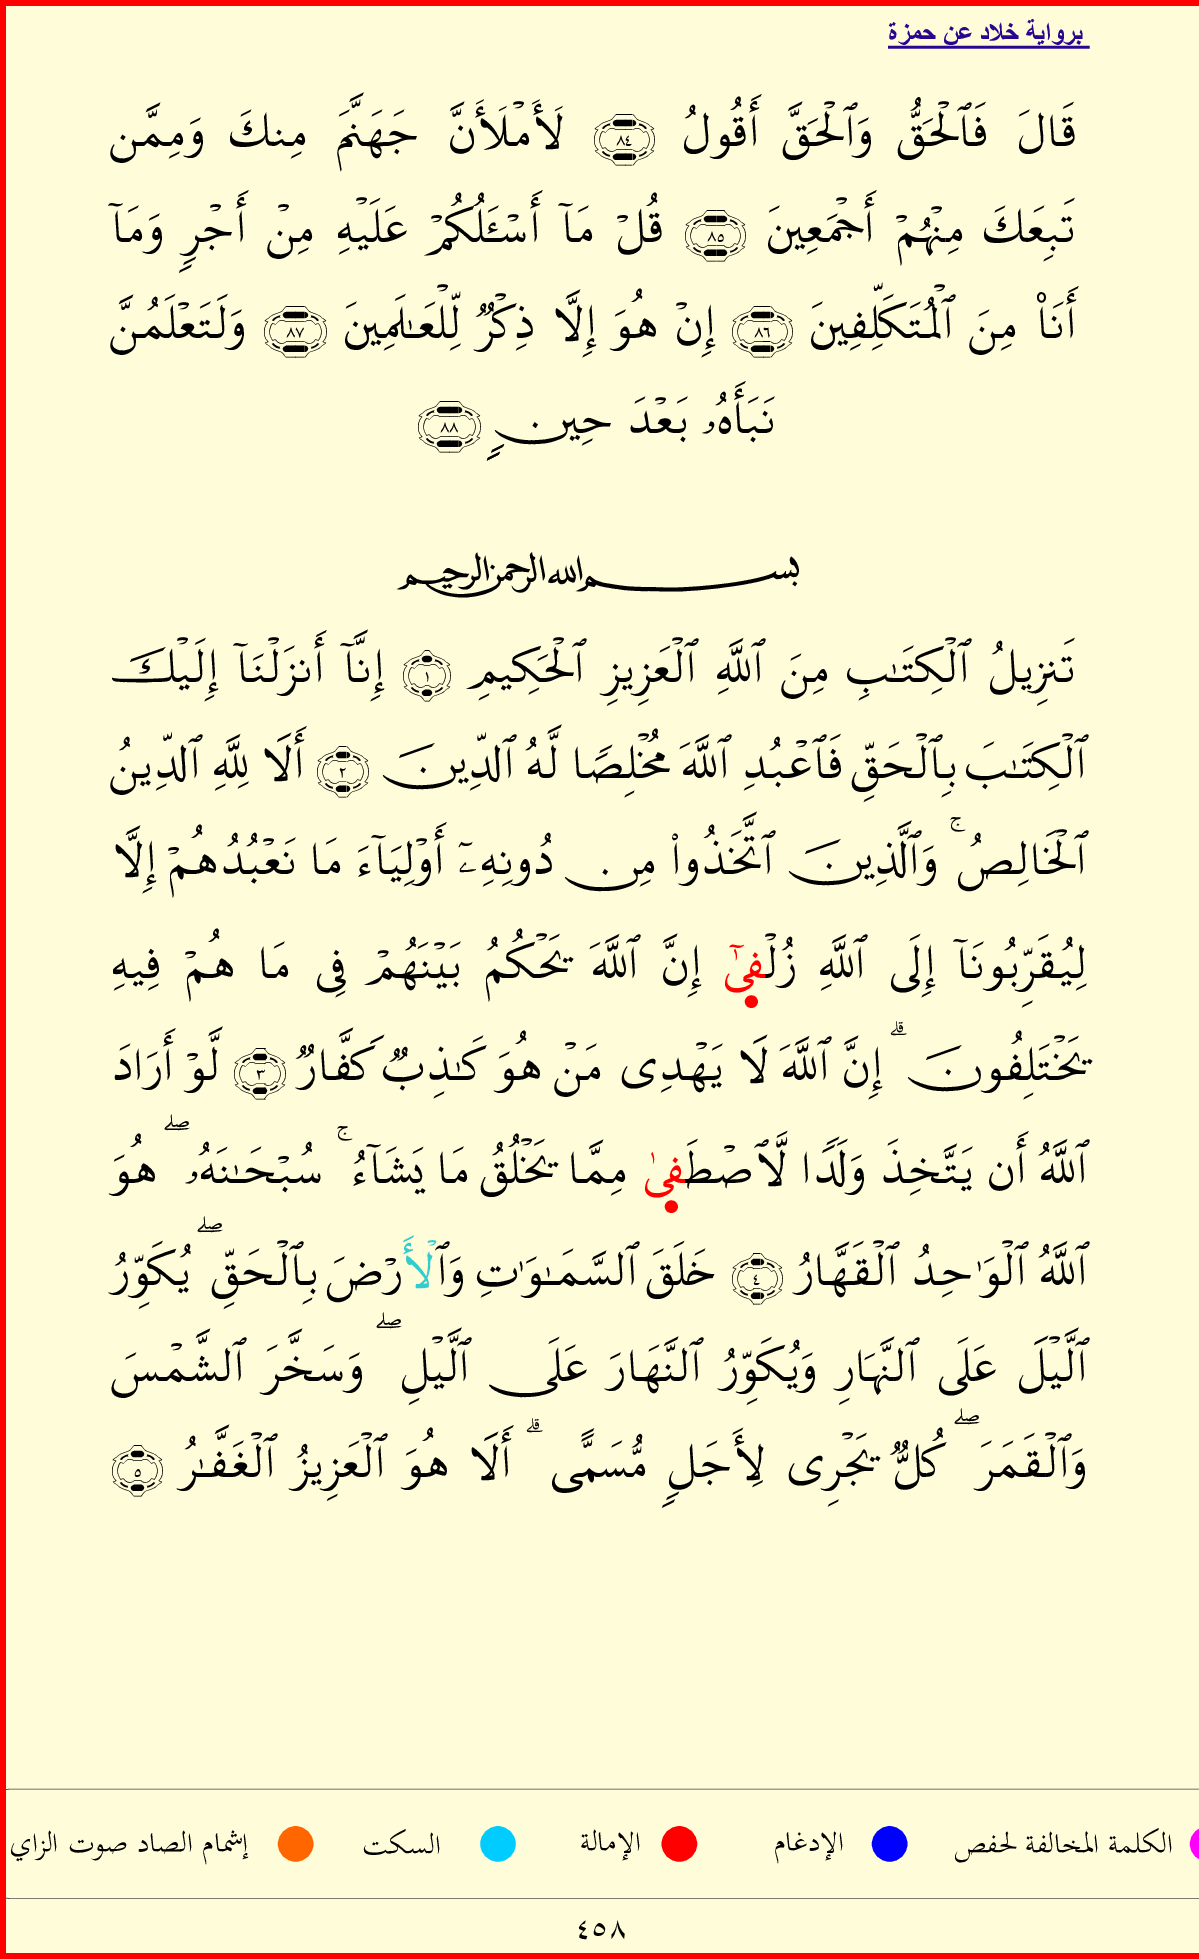 برواية خلاد عن حمزة
قَالَ فَٱلْحَقُّ وَٱلْحَقَّ أَقُولُ ٨٤ لَأَمْلَأَنَّ جَهَنَّمَ مِنكَ وَمِمَّن
تَبِعَكَ مِنْهُمْ أَجْمَعِينَ ٨٥ قُلْ مَآ أَسْـَٔلُكُمْ عَلَيْهِ مِنْ أَجْرٍ وَمَآ
أَنَا۠ مِنَ ٱلْمُتَكَلِّفِينَ ٨٦ إِنْ هُوَ إِلَّا ذِكْرٌ لِّلْعَـٰلَمِينَ ٨٧ وَلَتَعْلَمُنَّ
نَبَأَهُۥ بَعْدَ حِينٍ ٨٨
بسم الله الرحمن الرحيم
تَنزِيلُ ٱلْكِتَـٰبِ مِنَ ٱللَّهِ ٱلْعَزِيزِ ٱلْحَكِيمِ ١ إِنَّآ أَنزَلْنَآ إِلَيْكَ
ٱلْكِتَـٰبَ بِٱلْحَقِّ فَٱعْبُدِ ٱللَّهَ مُخْلِصًا لَّهُ ٱلدِّينَ ٢ أَلَا لِلَّهِ ٱلدِّينُ
ٱلْخَالِصُ ۚ وَٱلَّذِينَ ٱتَّخَذُوا۟ مِن دُونِهِۦٓ أَوْلِيَآءَ مَا نَعْبُدُهُمْ إِلَّا
لِيُقَرِّبُونَآ إِلَى ٱللَّهِ زُلْفىٰٓ إِنَّ ٱللَّهَ يَحْكُمُ بَيْنَهُمْ فِى مَا هُمْ فِيهِ
يَخْتَلِفُونَ ۗ إِنَّ ٱللَّهَ لَا يَهْدِى مَنْ هُوَ كَـٰذِبٌ كَفَّارٌ ٣ لَّوْ أَرَادَ
ٱللَّهُ أَن يَتَّخِذَ وَلَدًا لَّٱصْطَفىٰ مِمَّا يَخْلُقُ مَا يَشَآءُ ۚ سُبْحَـٰنَهُۥ ۖ هُوَ
ٱللَّهُ ٱلْوَٰحِدُ ٱلْقَهَّارُ ٤ خَلَقَ ٱلسَّمَـٰوَٰتِ وَٱلْأَرْضَ بِٱلْحَقِّ ۖ يُكَوِّرُ
ٱلَّيْلَ عَلَى ٱلنَّهَارِ وَيُكَوِّرُ ٱلنَّهَارَ عَلَى ٱلَّيْلِ ۖ وَسَخَّرَ ٱلشَّمْسَ
وَٱلْقَمَرَ ۖ كُلٌّ يَجْرِى لِأَجَلٍ مُّسَمًّى ۗ أَلَا هُوَ ٱلْعَزِيزُ ٱلْغَفَّـٰرُ ٥
الكلمة المخالفة لحفص الإدغام الإمالة السكت إشمام الصاد صوت الزاي
٤٥٨